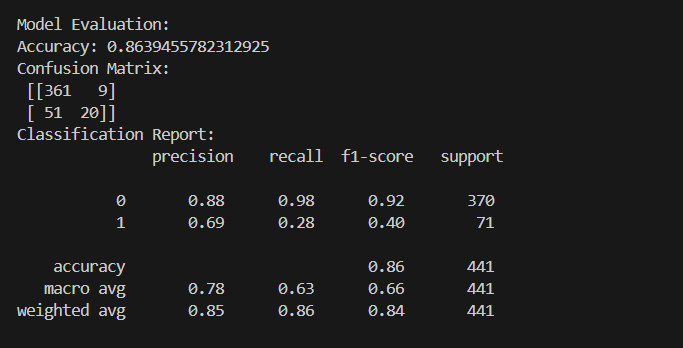 Model Evaluation:
Accuracy: 0.8639455782312925
Confusion Matrix:
 [[361   9]
 [ 51  20]]
Classification Report:
              precision    recall  f1-score   support

           0       0.88      0.98      0.92       370
           1       0.69      0.28      0.40        71

    accuracy                           0.86       441
   macro avg       0.78      0.63      0.66       441
weighted avg       0.85      0.86      0.84       441